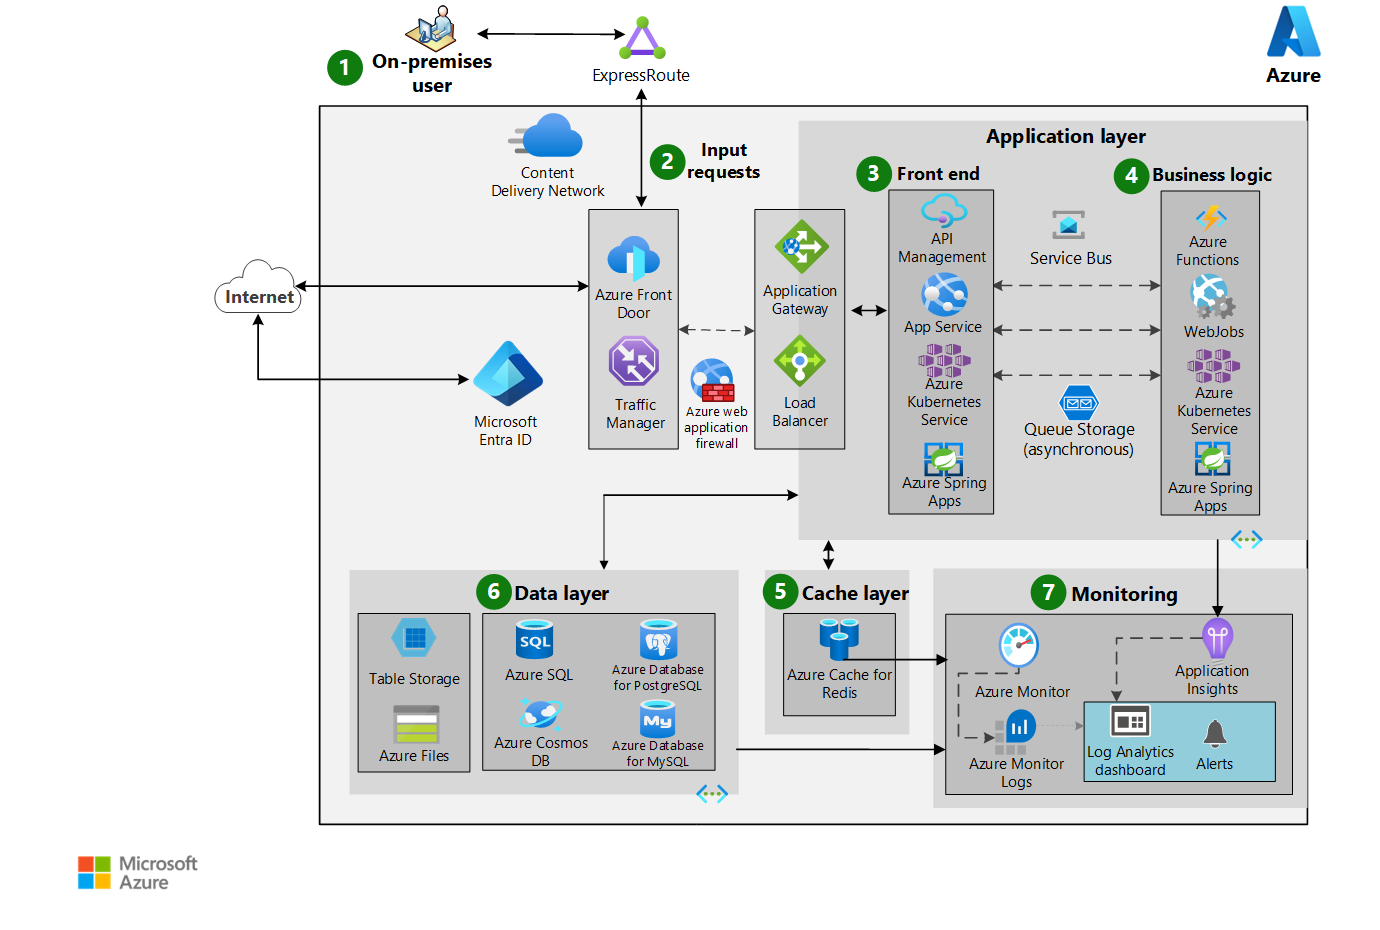 1
On-premises
user
ExpressRoute
Azure
Content
Delivery Network
2
Input
requests
Internet
Microsoft
Entra ID
Azure Front
Door
Traffic
Manager
Azure web
application
firewall
Application
Gateway
Load
Balancer
Application layer
3
Front end
API
Management
App Service
Azure
Kubernetes
Service
Azure Spring
Apps
Service Bus
Queue Storage
(asynchronous)
4
Business logic
Azure
Functions
WebJobs
Azure
Kubernetes
Service
Azure Spring
Apps
6
Data layer
Table Storage
Azure Files
SQL
Azure SQL
Azure Database
for PostgreSQL
Azure Cosmos
DB
My
Azure Database
for MySQL
5
Cache layer
Azure Cache for
Redis
7
Monitoring
Azure Monitor
Application
Insights
Azure Monitor
Logs
Log Analytics
dashboard
Alerts
Microsoft
Azure